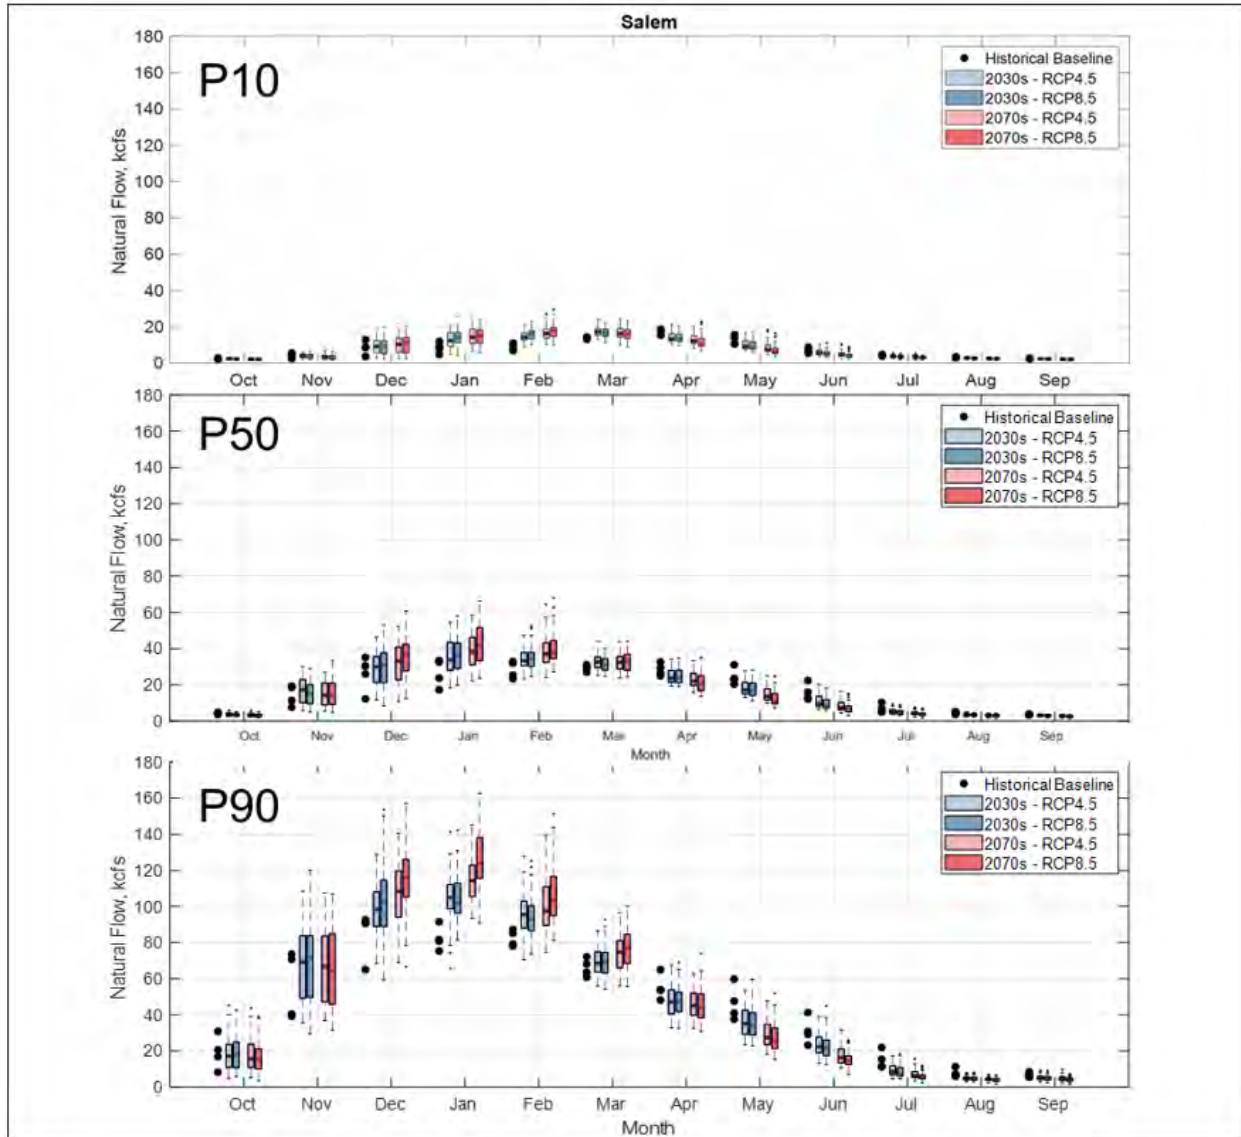 Salem
180
160
140
120
100
80
60
40
20
0
Natural Flow, kcfs
P10
Historical Baseline
2030s - RCP4.5
2030s - RCP8.5
2070s - RCP4.5
2070s - RCP8.5
Oct Nov Dec Jan Feb Mar Apr May Jun Jul Aug Sep
180
160
140
120
100
80
60
40
20
0
Natural Flow, kcfs
P50
Historical Baseline
2030s - RCP4.5
2030s - RCP8.5
2070s - RCP4.5
2070s - RCP8.5
Oct Nov Dec Jan Feb Mar Apr May Jun Jul Aug Sep
Month
180
160
140
120
100
80
60
40
20
0
Natural Flow, kcfs
P90
Historical Baseline
2030s - RCP4.5
2030s - RCP8.5
2070s - RCP4.5
2070s - RCP8.5
Oct Nov Dec Jan Feb Mar Apr May Jun Jul Aug Sep
Month